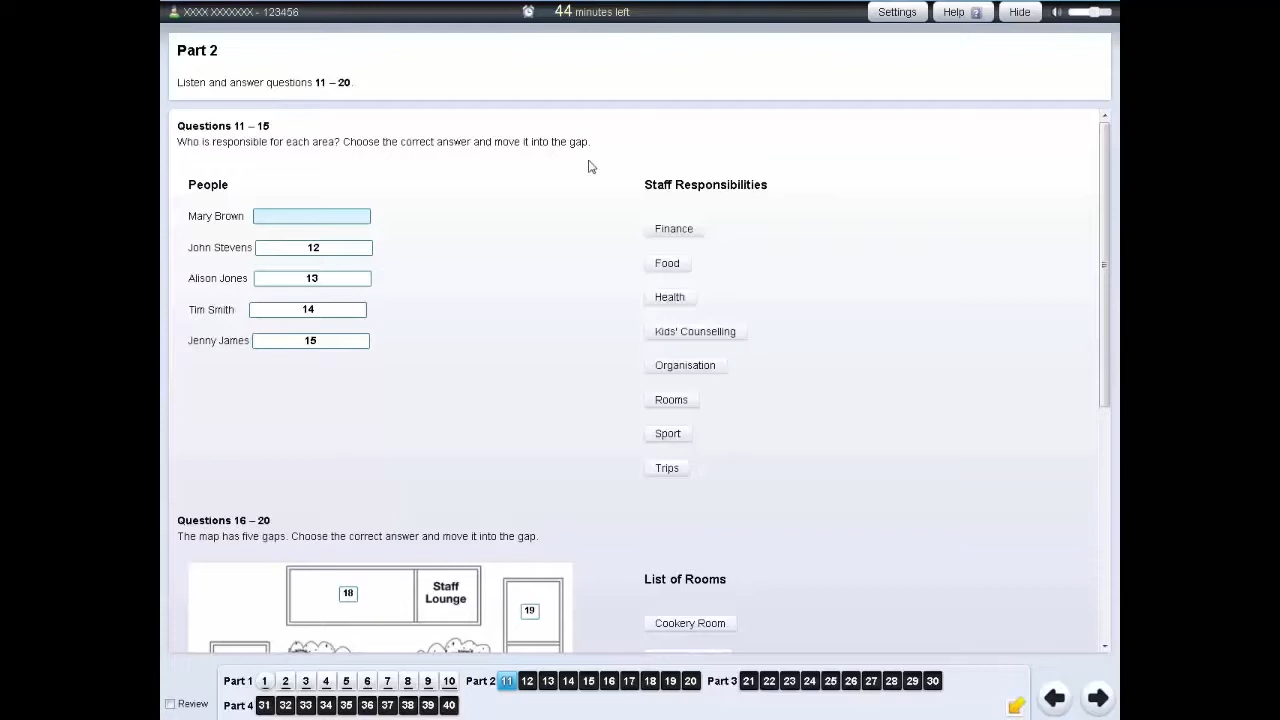 XXXX XXXXXXX - 123456
44 minutes left
Settings
Help ?
Hide
Part 2
Listen and answer questions 11 – 20.
Questions 11 – 15
Who is responsible for each area? Choose the correct answer and move it into the gap.
People
Staff Responsibilities
Mary Brown
John Stevens 12
Alison Jones 13
Tim Smith 14
Jenny James 15
Finance
Food
Health
Kids' Counselling
Organisation
Rooms
Sport
Trips
Questions 16 – 20
The map has five gaps. Choose the correct answer and move it into the gap.
18
Staff
Lounge
19
List of Rooms
Cookery Room
Part 1 1 2 3 4 5 6 7 8 9 10 Part 2 11 12 13 14 15 16 17 18 19 20 Part 3 21 22 23 24 25 26 27 28 29 30
Review
Part 4 31 32 33 34 35 36 37 38 39 40